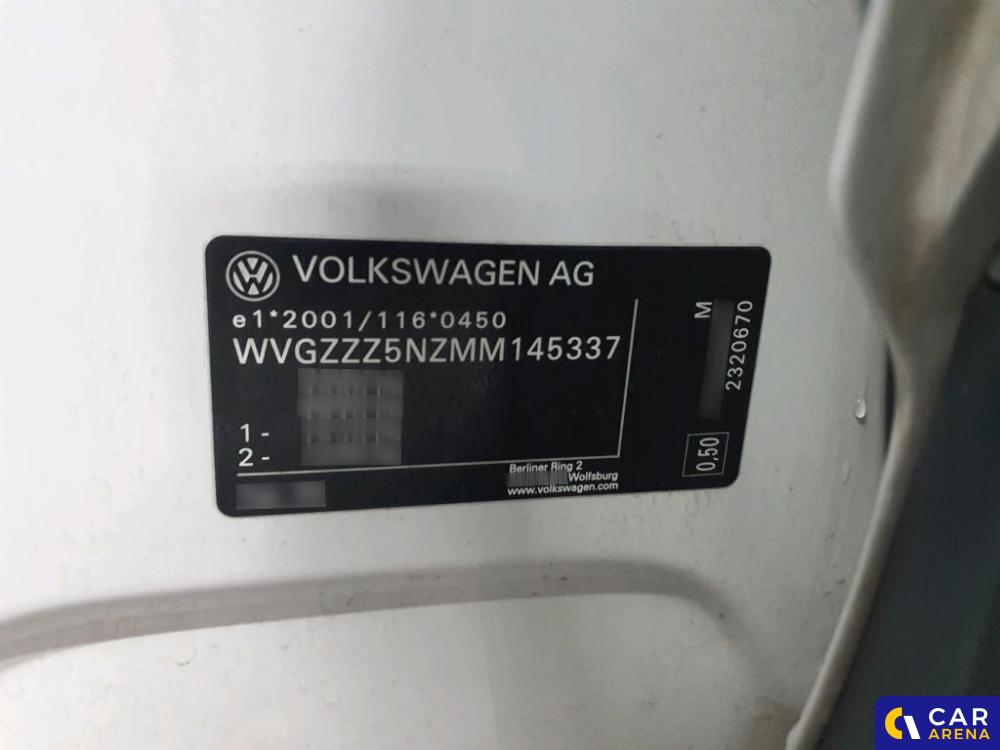 VOLKSWAGEN AG
e1*2001/116*0450
WVGZZZ5NZMM145337
1 -
2 -
Berliner Ring 2
Wolfsburg
www.volkswagen.com
M
2320670
0,50
CAR
ARENA